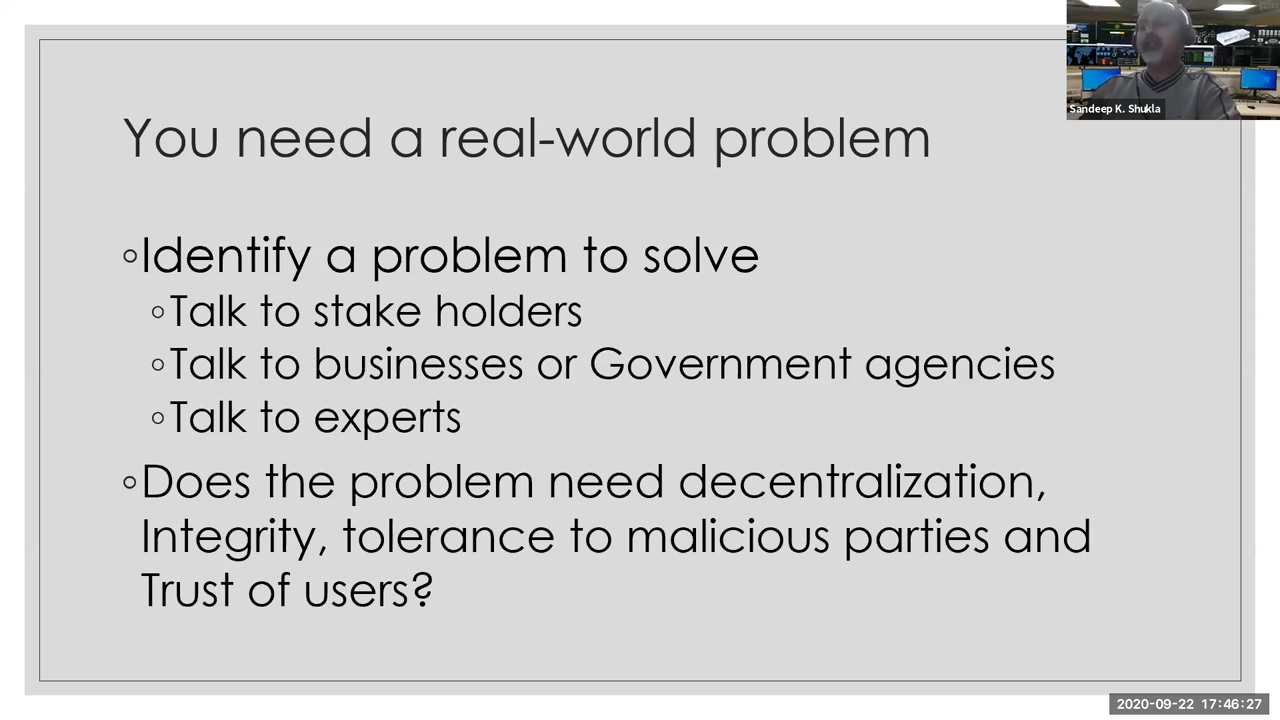 Sandeep K. Shukla
You need a real-world problem
◦Identify a problem to solve
◦Talk to stake holders
◦Talk to businesses or Government agencies
◦Talk to experts
◦Does the problem need decentralization,
Integrity, tolerance to malicious parties and
Trust of users?
2020-09-22 17:46:27